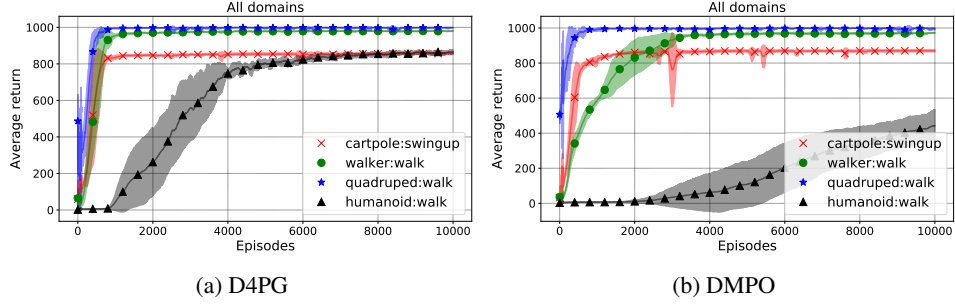 All domains
1000
800
600
400
200
0
Average return
0 2000 4000 6000 8000 10000
Episodes
cartpole:swingup
walker:walk
quadruped:walk
humanoid:walk
(a) D4PG
All domains
1000
800
600
400
200
0
Average return
0 2000 4000 6000 8000 10000
Episodes
cartpole:swingup
walker:walk
quadruped:walk
humanoid:walk
(b) DMPO